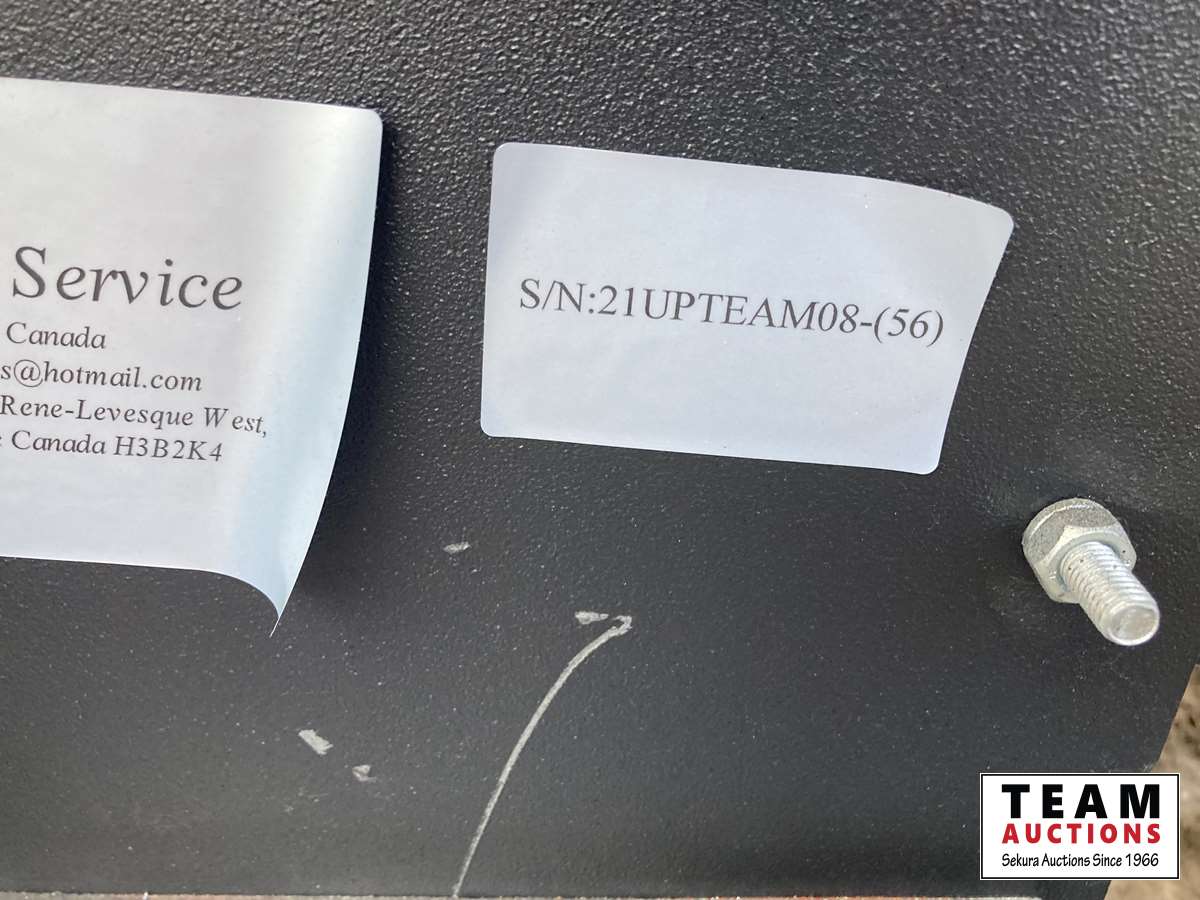 Service
Canada
s@hotmail.com
Rene-Levesque West,
Canada H3B2K4
S/N:21UPTEAM08-(56)
TEAM
AUCTIONS
Sekura Auctions Since 1966